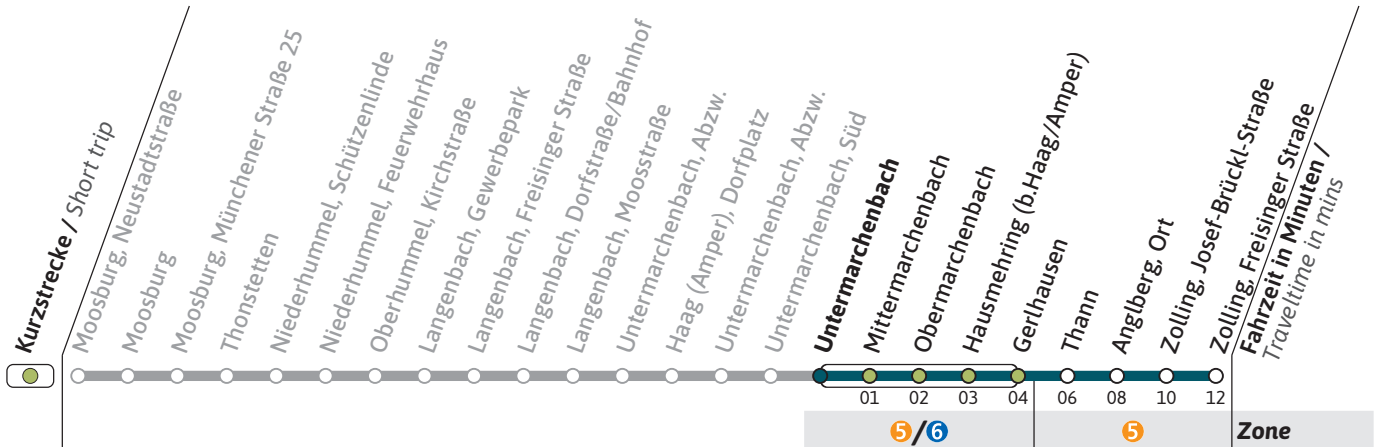 Kurzstrecke / Short trip
Moosburg, Neustadtstraße
Moosburg
Moosburg, Münchener Straße 25
Thonstetten
Niederhummel, Schützenlinde
Niederhummel, Feuerwehrhaus
Oberhummel, Kirchstraße
Langenbach, Gewerbepark
Langenbach, Freisinger Straße
Langenbach, Dorfstraße/Bahnhof
Langenbach, Moosstraße
Untermarchenbach, Abzw.
Haag (Amper), Dorfplatz
Untermarchenbach, Abzw.
Untermarchenbach, Süd
Untermarchenbach
Mittermarchenbach
Obermarchenbach
Hausmehring (b.Haag/Amper)
Gerlhausen
Thann
Anglberg, Ort
Zolling, Josef-Brückl-Straße
Zolling, Freisinger Straße
Fahrzeit in Minuten /
Traveltime in mins
01 02 03 04 06 08 10 12
5/6 5 Zone